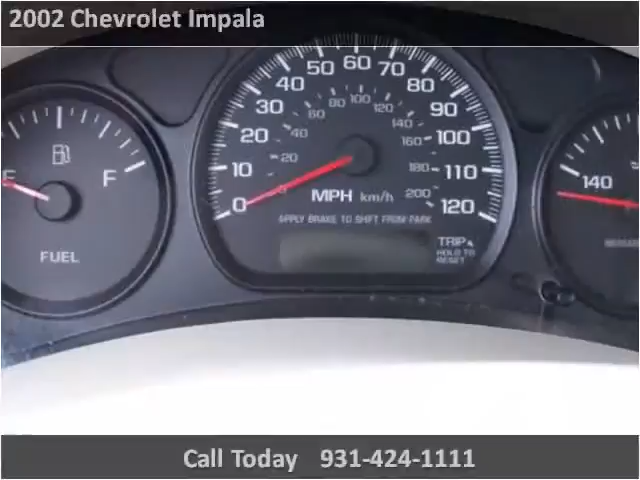 2002 Chevrolet Impala
50 60 70
40 80
30 80 100 120 90
60 140
20 40 160 100
10 20 180 110
0 0 MPH km/h 200 120
APPLY BRAKE TO SHIFT FROM PARK
TRIP
HOLD TO
RESET
E F
FUEL
140
Call Today 931-424-1111